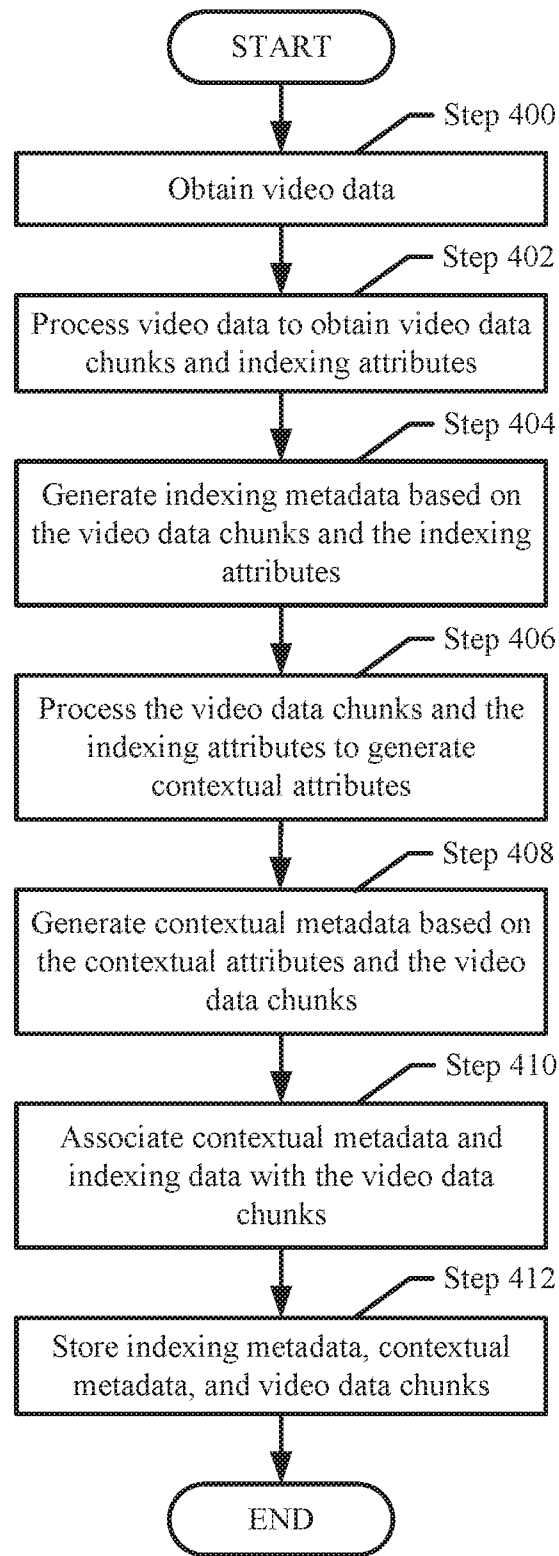 START
Step 400
Obtain video data
Step 402
Process video data to obtain video data
chunks and indexing attributes
Step 404
Generate indexing metadata based on
the video data chunks and the indexing
attributes
Step 406
Process the video data chunks and the
indexing attributes to generate
contextual attributes
Step 408
Generate contextual metadata based on
the contextual attributes and the video
data chunks
Step 410
Associate contextual metadata and
indexing data with the video data
chunks
Step 412
Store indexing metadata, contextual
metadata, and video data chunks
END